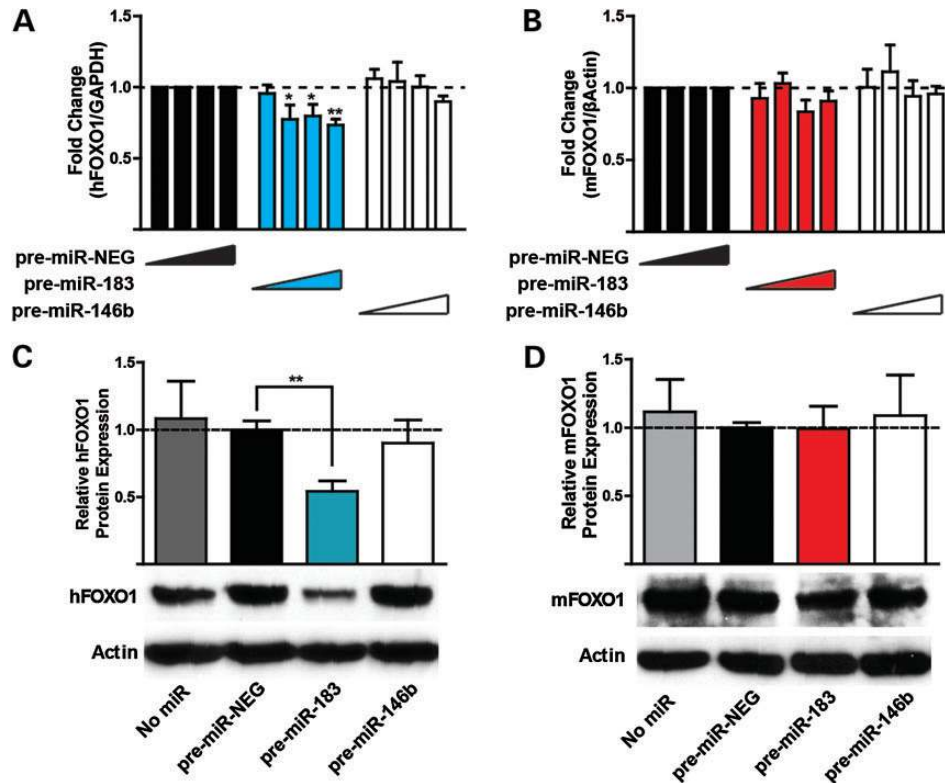 A
1.5
1.0
0.5
Fold Change
(hFOXO1/GAPDH)
*
*
**
pre-miR-NEG
pre-miR-183
pre-miR-146b
B
1.5
1.0
0.5
Fold Change
(mFOXO1/βActin)
pre-miR-NEG
pre-miR-183
pre-miR-146b
C
1.5
1.0
0.5
Relative hFOXO1
Protein Expression
**
hFOXO1
Actin
No miR
pre-miR-NEG
pre-miR-183
pre-miR-146b
D
1.5
1.0
0.5
Relative mFOXO1
Protein Expression
mFOXO1
Actin
No miR
pre-miR-NEG
pre-miR-183
pre-miR-146b